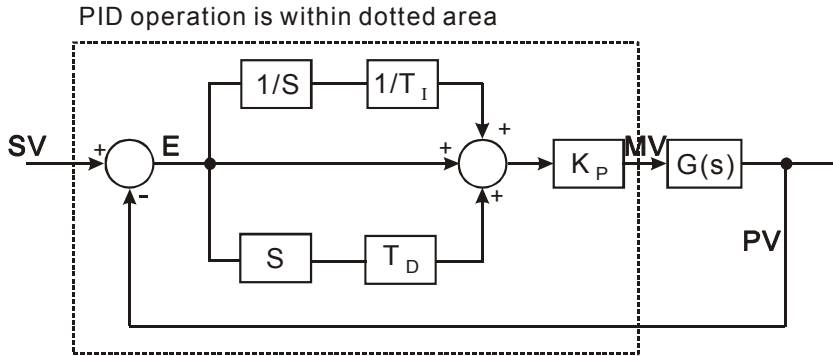 PID operation is within dotted area
1/S
1/T I
+
SV
+
E
+
K P
MV
G(s)
-
+
S
T D
PV